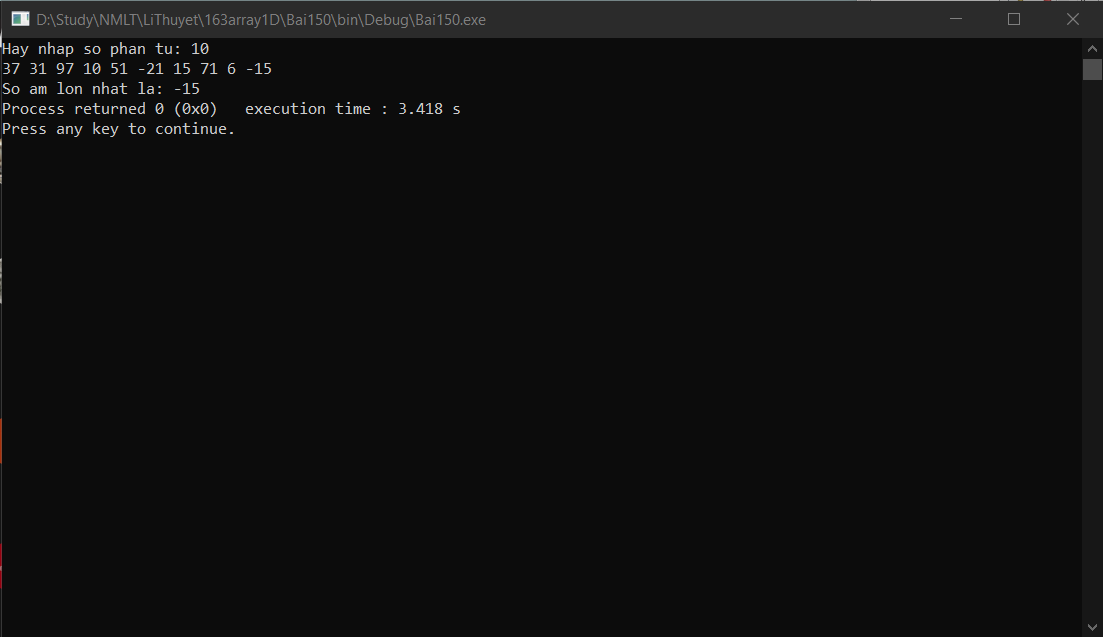 D:\Study\NMLT\LiThuyet\163array1D\Bai150\bin\Debug\Bai150.exe
Hay nhap so phan tu: 10
37 31 97 10 51 -21 15 71 6 -15
So am lon nhat la: -15
Process returned 0 (0x0)   execution time : 3.418 s
Press any key to continue.